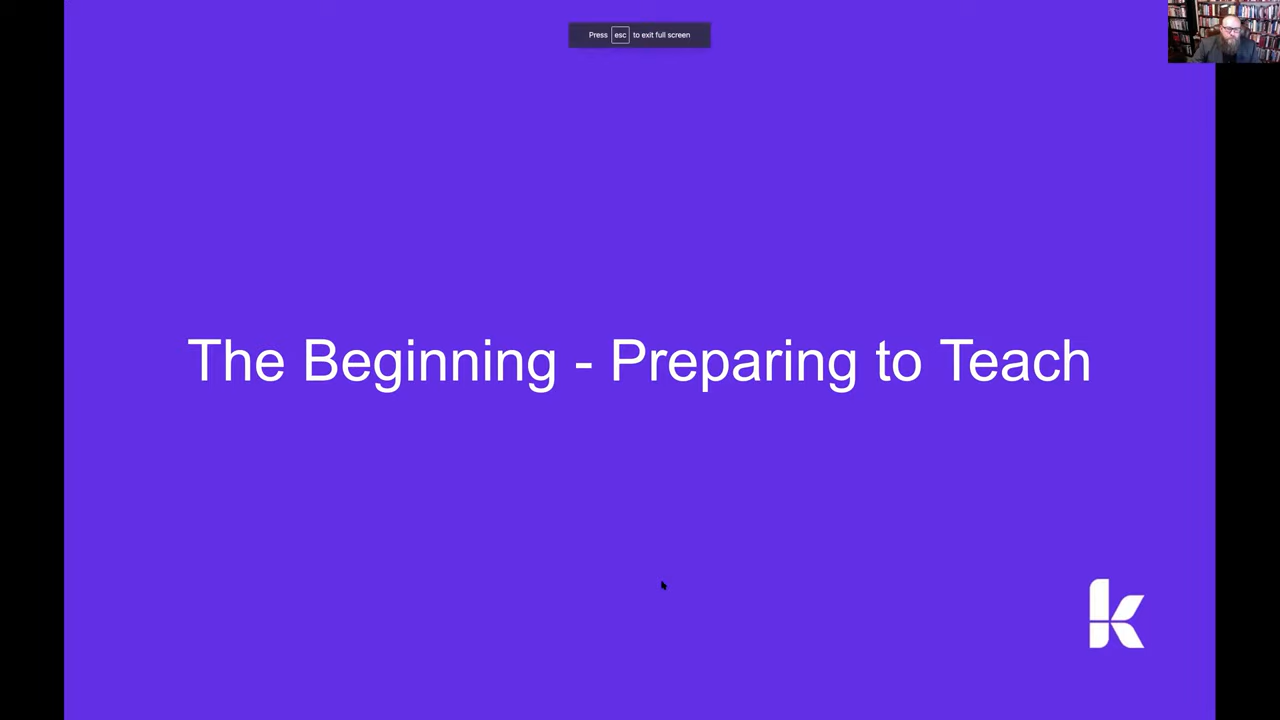 Press esc to exit full screen
The Beginning - Preparing to Teach
k